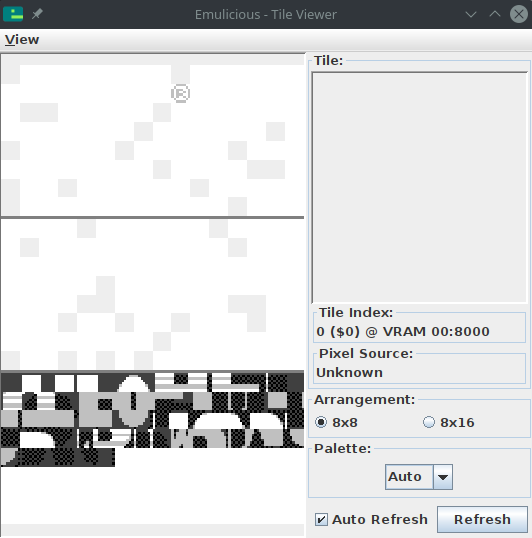 Emulicious - Tile Viewer
View
Tile:
®
Tile Index:
0 ($0) @ VRAM 00:8000
Pixel Source:
Unknown
Arrangement:
8x8 8x16
Palette:
Auto
Auto Refresh Refresh